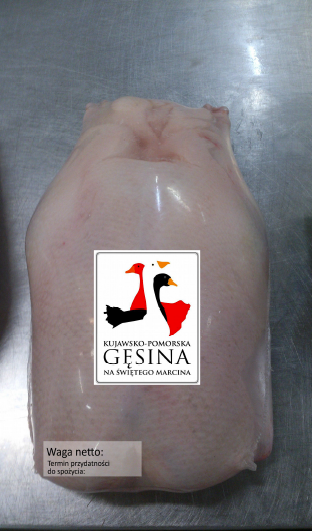 KUJAWSKO-POMORSKA
GĘSINA
NA ŚWIĘTEGO MARCINA
Waga netto:
Termin przydatności
do spożycia: